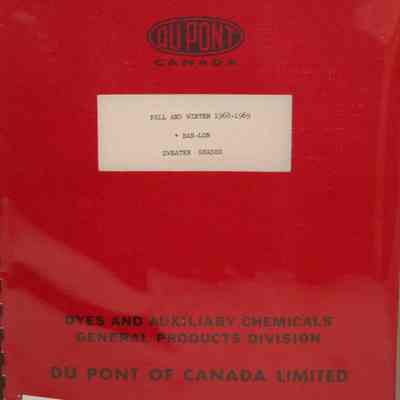 DU PONT
CANADA
FALL AND WINTER 1968-1969
* BAN-LON
SWEATER SHADES
DYES AND AUXILIARY CHEMICALS
GENERAL PRODUCTS DIVISION
DU PONT OF CANADA LIMITED